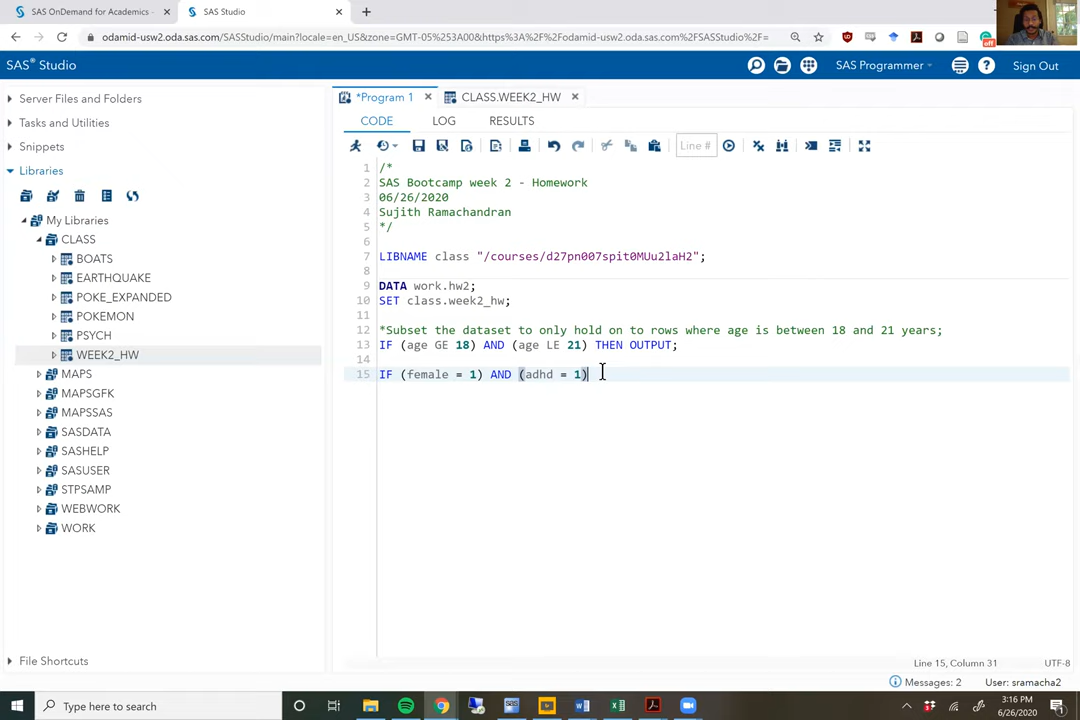 SAS OnDemand for Academics -
SAS Studio
odamid-usw2.oda.sas.com/SASStudio/main?locale=en_US&zone=GMT-05%253A00&https%3A%2F%2Fodamid-usw2.oda.sas.com%2FSASStudio%2F=
off
SAS® Studio
SAS Programmer
Sign Out
Server Files and Folders
Tasks and Utilities
Snippets
Libraries
My Libraries
CLASS
BOATS
EARTHQUAKE
POKE_EXPANDED
POKEMON
PSYCH
WEEK2_HW
MAPS
MAPSGFK
MAPSSAS
SASDATA
SASHELP
SASUSER
STPSAMP
WEBWORK
WORK
File Shortcuts
*Program 1
CLASS.WEEK2_HW
CODE LOG RESULTS
Line #
1 /*
2 SAS Bootcamp week 2 - Homework
3 06/26/2020
4 Sujith Ramachandran
5 */
6
7 LIBNAME class "/courses/d27pn007spit0MUu2laH2";
8
9 DATA work.hw2;
10 SET class.week2_hw;
11
12 *Subset the dataset to only hold on to rows where age is between 18 and 21 years;
13 IF (age GE 18) AND (age LE 21) THEN OUTPUT;
14
15 IF (female = 1) AND (adhd = 1)
Line 15, Column 31
UTF-8
Messages: 2
User: sramacha2
Type here to search
3:16 PM
6/26/2020